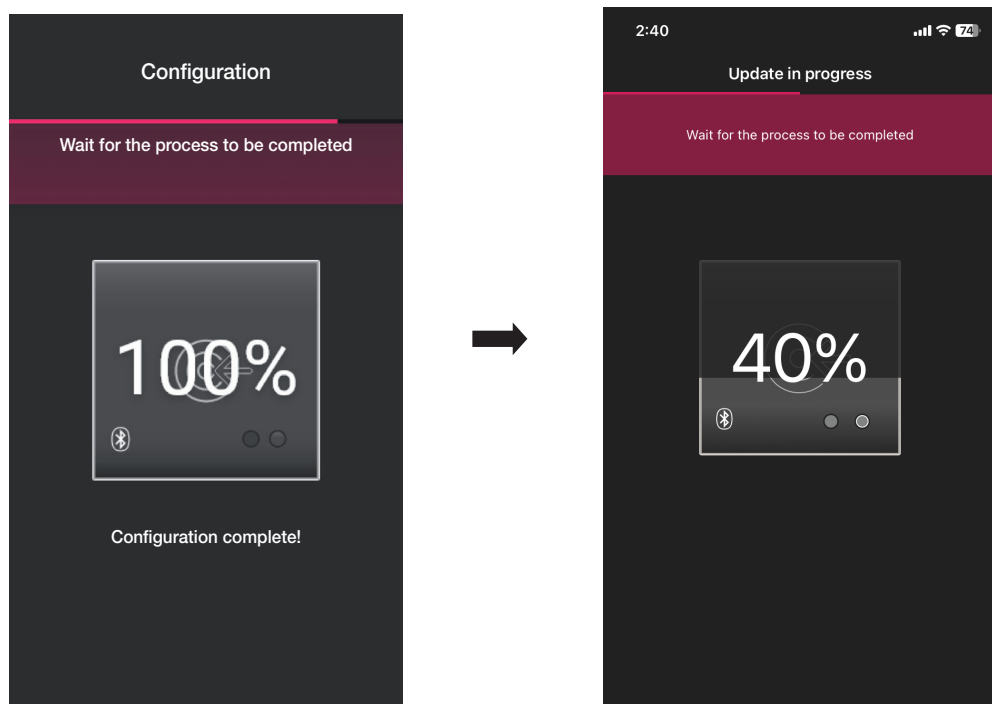 Configuration
Wait for the process to be completed
100%
Configuration complete!
2:40
74
Update in progress
Wait for the process to be completed
40%